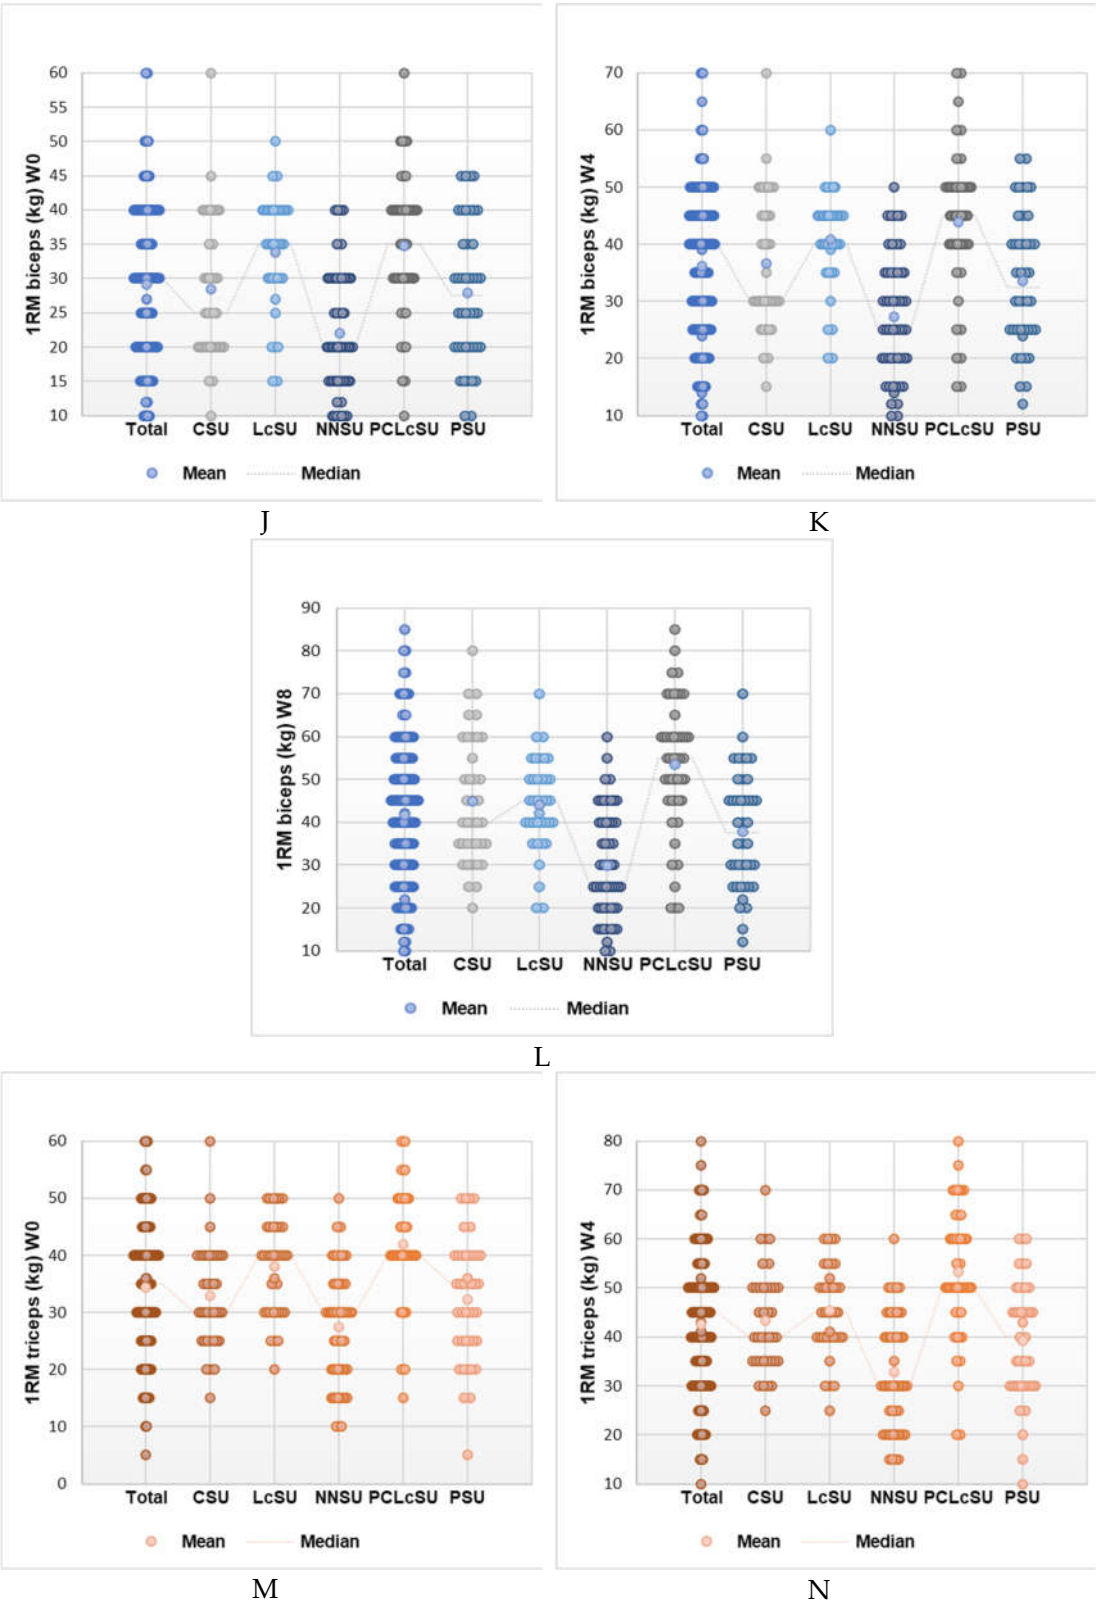 1RM biceps (kg) W0
60
55
50
45
40
35
30
25
20
15
10
Total CSU LcSU NNSU PCLcSU PSU
Mean Median
J
1RM biceps (kg) W4
70
60
50
40
30
20
10
Total CSU LcSU NNSU PCLcSU PSU
Mean Median
K
1RM biceps (kg) W8
90
80
70
60
50
40
30
20
10
Total CSU LcSU NNSU PCLcSU PSU
Mean Median
L
1RM triceps (kg) W0
60
50
40
30
20
10
0
Total CSU LcSU NNSU PCLcSU PSU
Mean Median
M
1RM triceps (kg) W4
80
70
60
50
40
30
20
10
Total CSU LcSU NNSU PCLcSU PSU
Mean Median
N